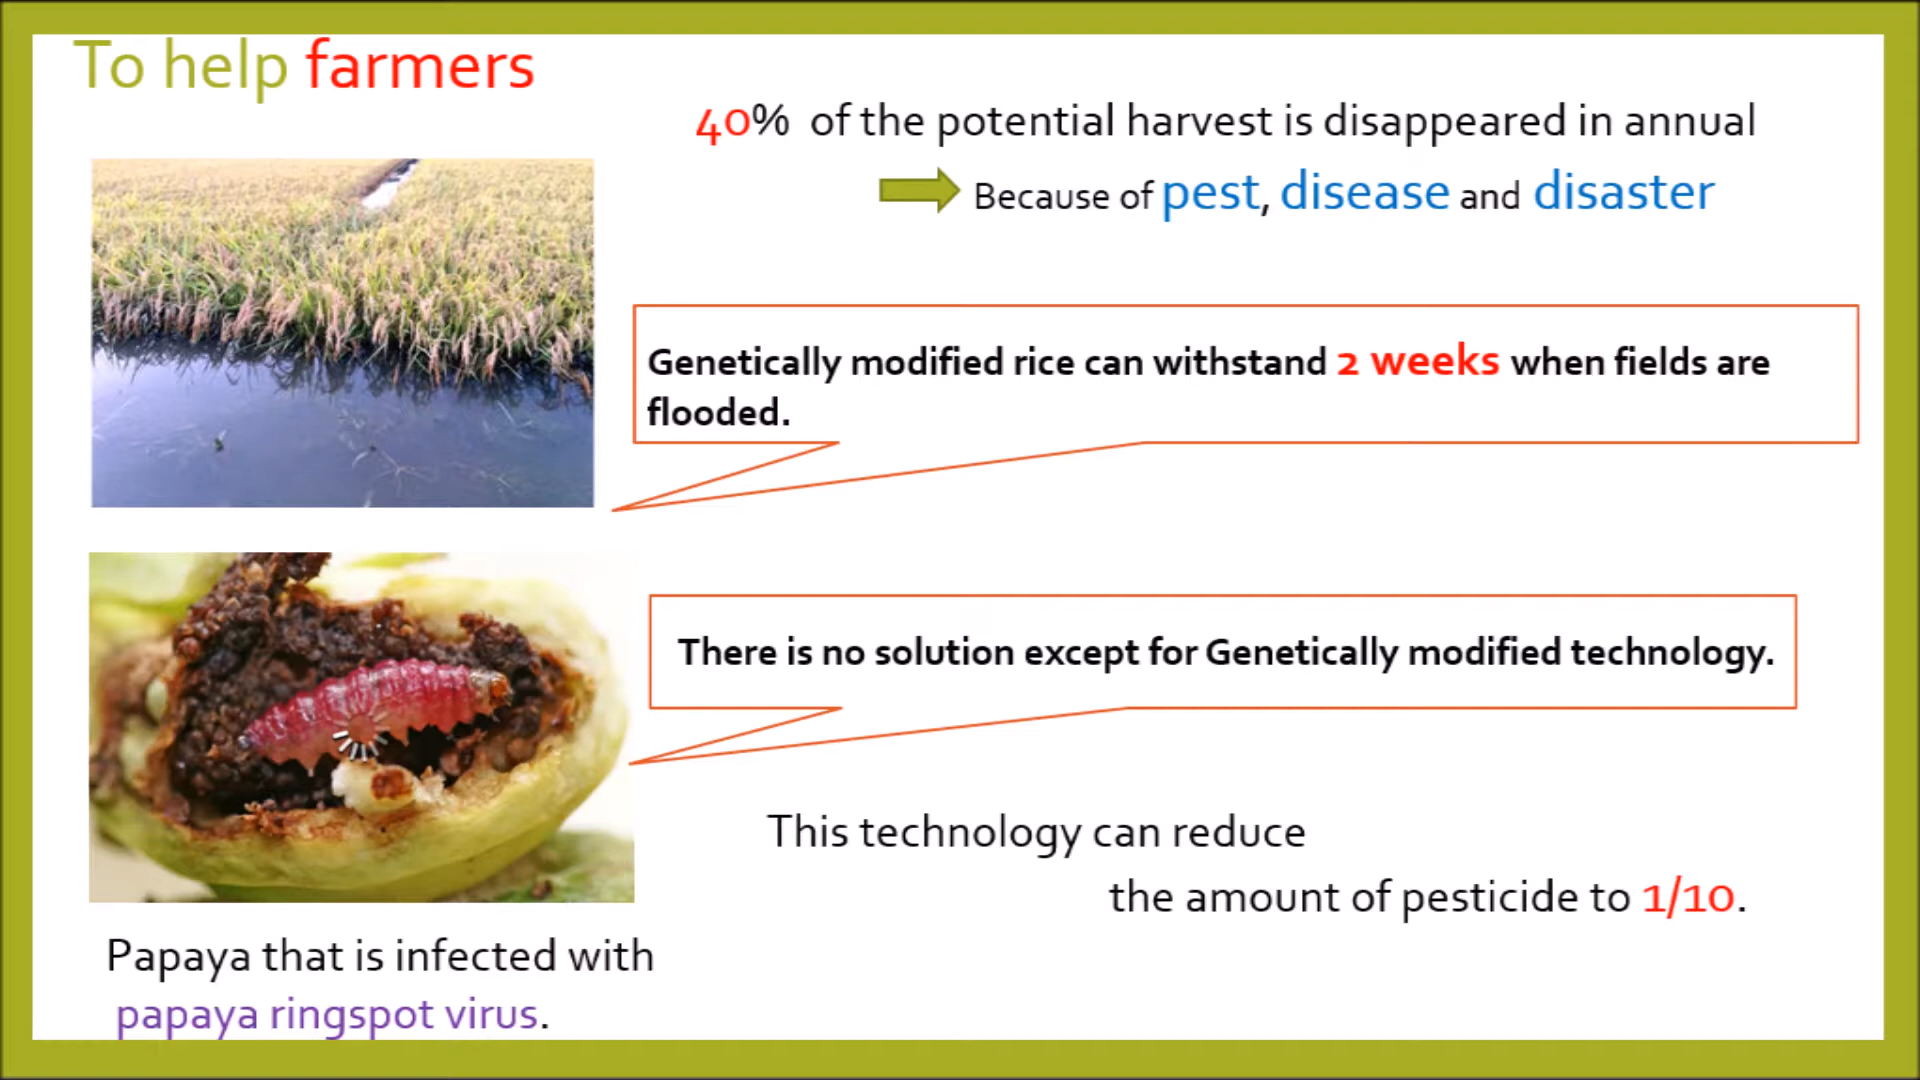 To help farmers
40% of the potential harvest is disappeared in annual
Because of pest, disease and disaster
Genetically modified rice can withstand 2 weeks when fields are
flooded.
There is no solution except for Genetically modified technology.
This technology can reduce
the amount of pesticide to 1/10.
Papaya that is infected with
papaya ringspot virus.